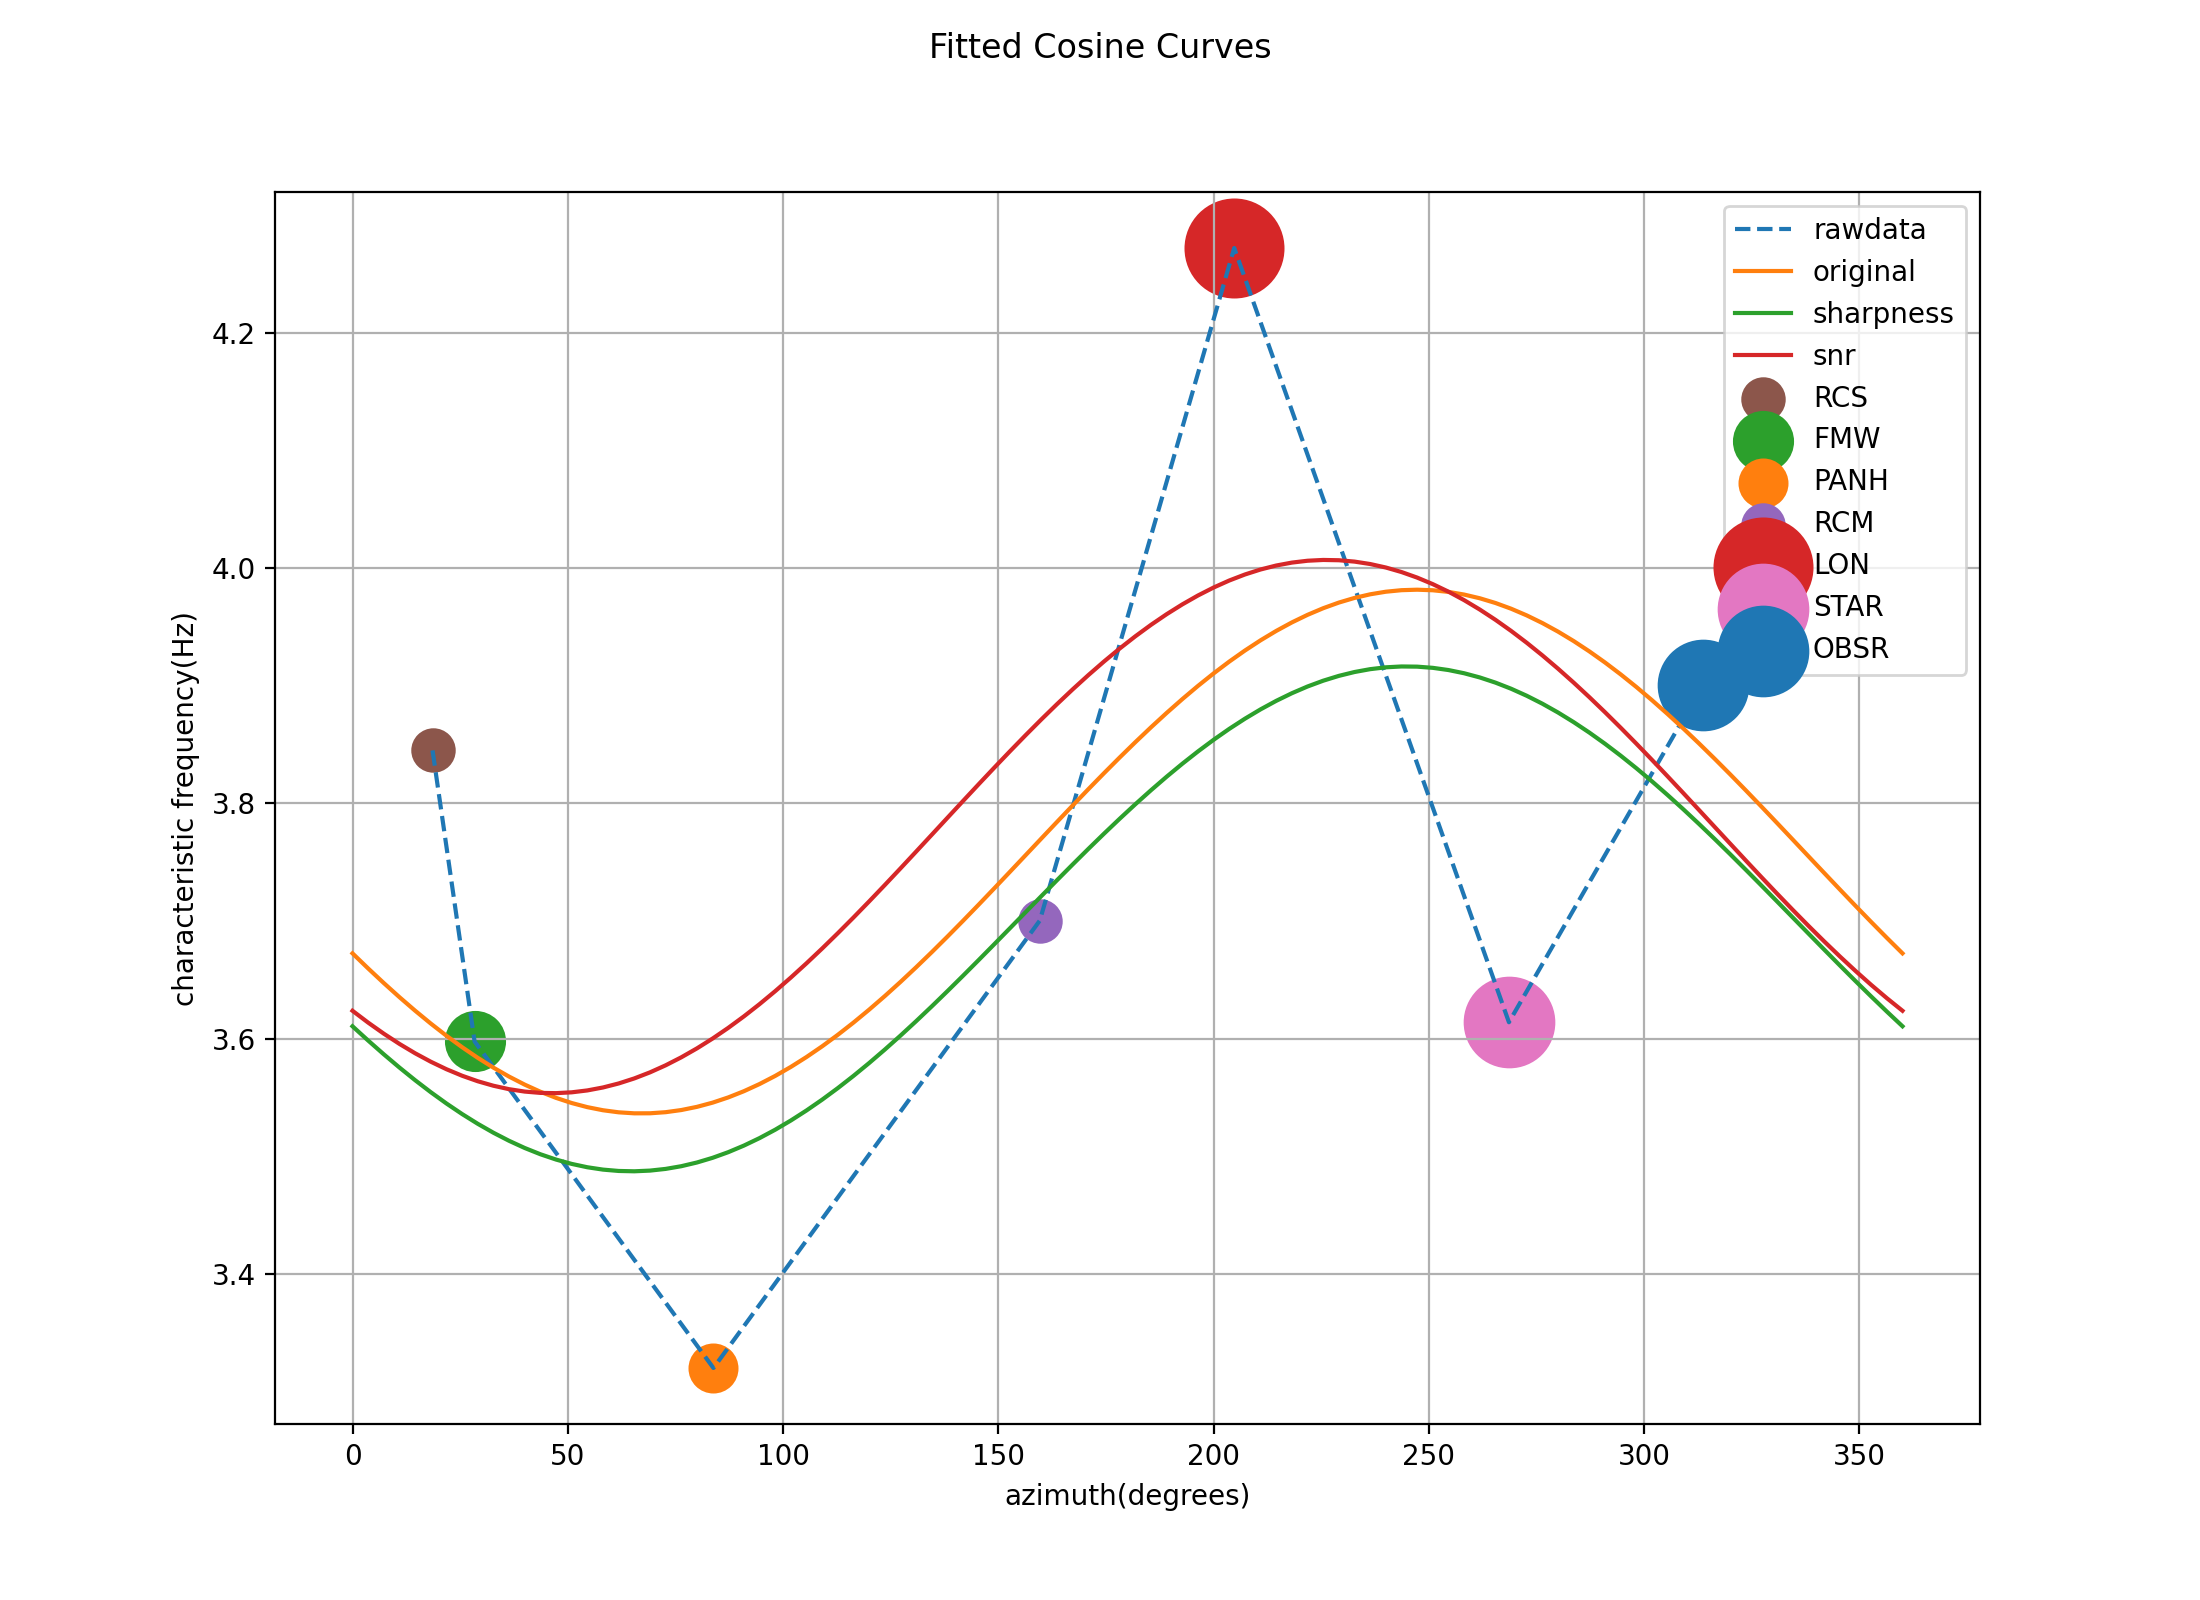 Fitted Cosine Curves
characteristic frequency(Hz)
4.2
4.0
3.8
3.6
3.4
0 50 100 150 200 250 300 350
azimuth(degrees)
rawdata
original
sharpness
snr
RCS
FMW
PANH
RCM
LON
STAR
OBSR